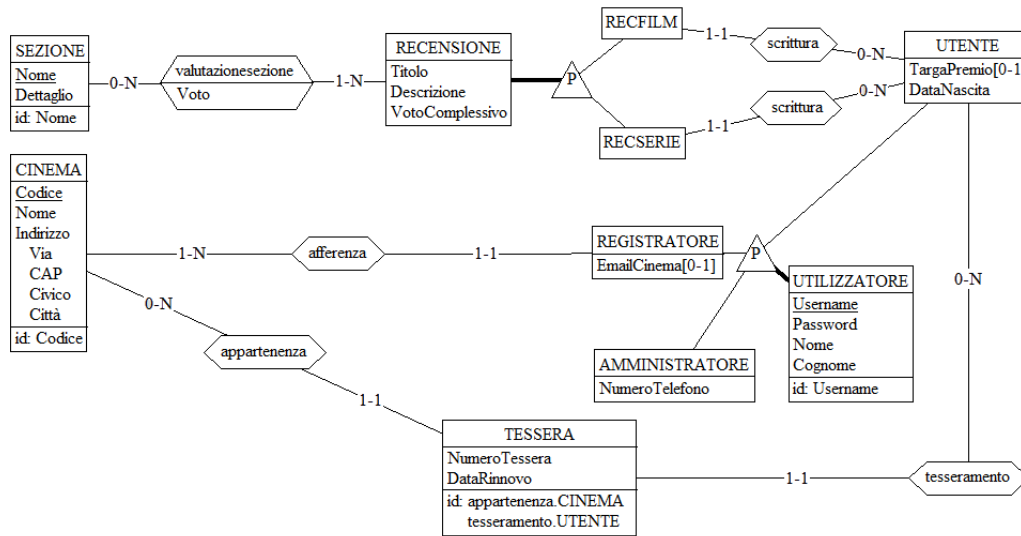 SEZIONE
Nome
Dettaglio
id: Nome
0-N
valutazionesezione
Voto
1-N
RECENSIONE
Titolo
Descrizione
VotoComplessivo
P
RECFILM
1-1
scrittura
0-N
RECSERIE
1-1
scrittura
0-N
UTENTE
TargaPremio[0-1
DataNascita
CINEMA
Codice
Nome
Indirizzo
Via
CAP
Civico
Città
id: Codice
1-N
afferenza
1-1
REGISTRATORE
EmailCinema[0-1]
P
UTILIZZATORE
Username
Password
Nome
Cognome
id: Username
AMMINISTRATORE
NumeroTelefono
0-N
appartenenza
1-1
TESSERA
NumeroTessera
DataRinnovo
id: appartenenza.CINEMA
tesseramento.UTENTE
1-1
tesseramento
0-N